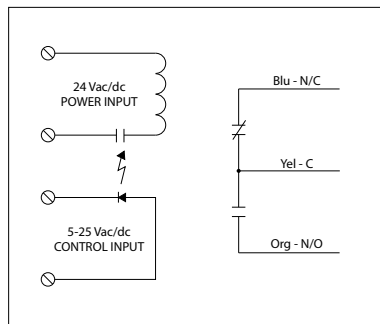 24 Vac/dc
POWER INPUT
5-25 Vac/dc
CONTROL INPUT
Blu - N/C
Yel - C
Org - N/O